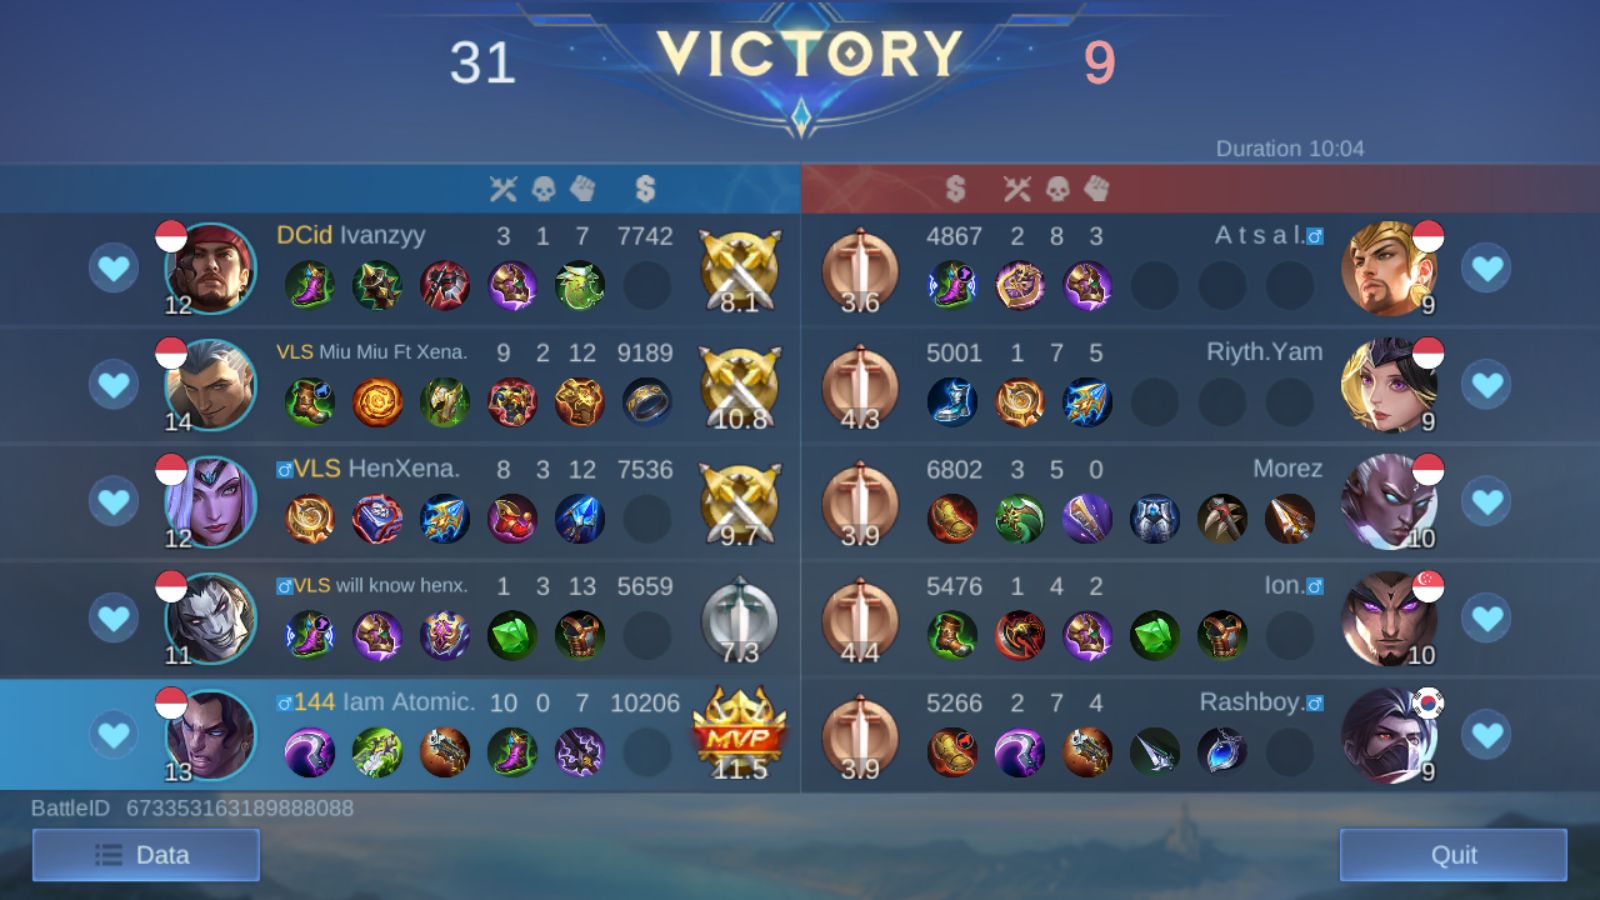 31 VICTORY 9
Duration 10:04
DCid Ivanzyy 3 1 7 7742
12 8.1
4867 2 8 3 A t s a l.
3.6 9
VLS Miu Miu Ft Xena. 9 2 12 9189
14 10.8
5001 1 7 5 Riyth.Yam
4.3 9
VLS HenXena. 8 3 12 7536
12 9.7
6802 3 5 0 Morez
3.9 10
VLS will know henx. 1 3 13 5659
11 7.3
5476 1 4 2 Ion.
4.4 10
144 Iam Atomic. 10 0 7 10206
MVP
13 11.5
5266 2 7 4 Rashboy.
3.9 9
BattleID 673353163189888088
Data
Quit